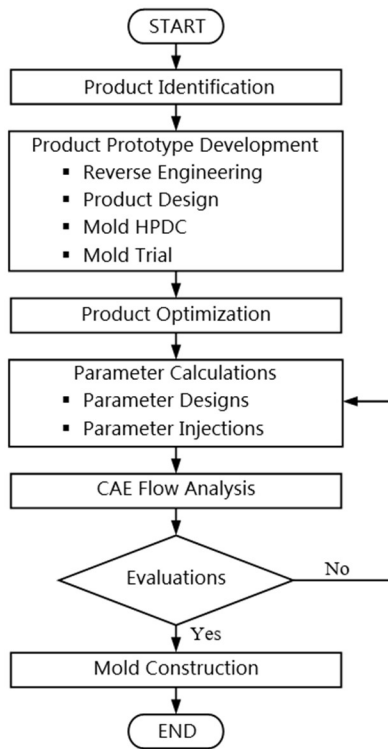 START
Product Identification
Product Prototype Development
▪ Reverse Engineering
▪ Product Design
▪ Mold HPDC
▪ Mold Trial
Product Optimization
Parameter Calculations
▪ Parameter Designs
▪ Parameter Injections
CAE Flow Analysis
Evaluations
No
Yes
Mold Construction
END